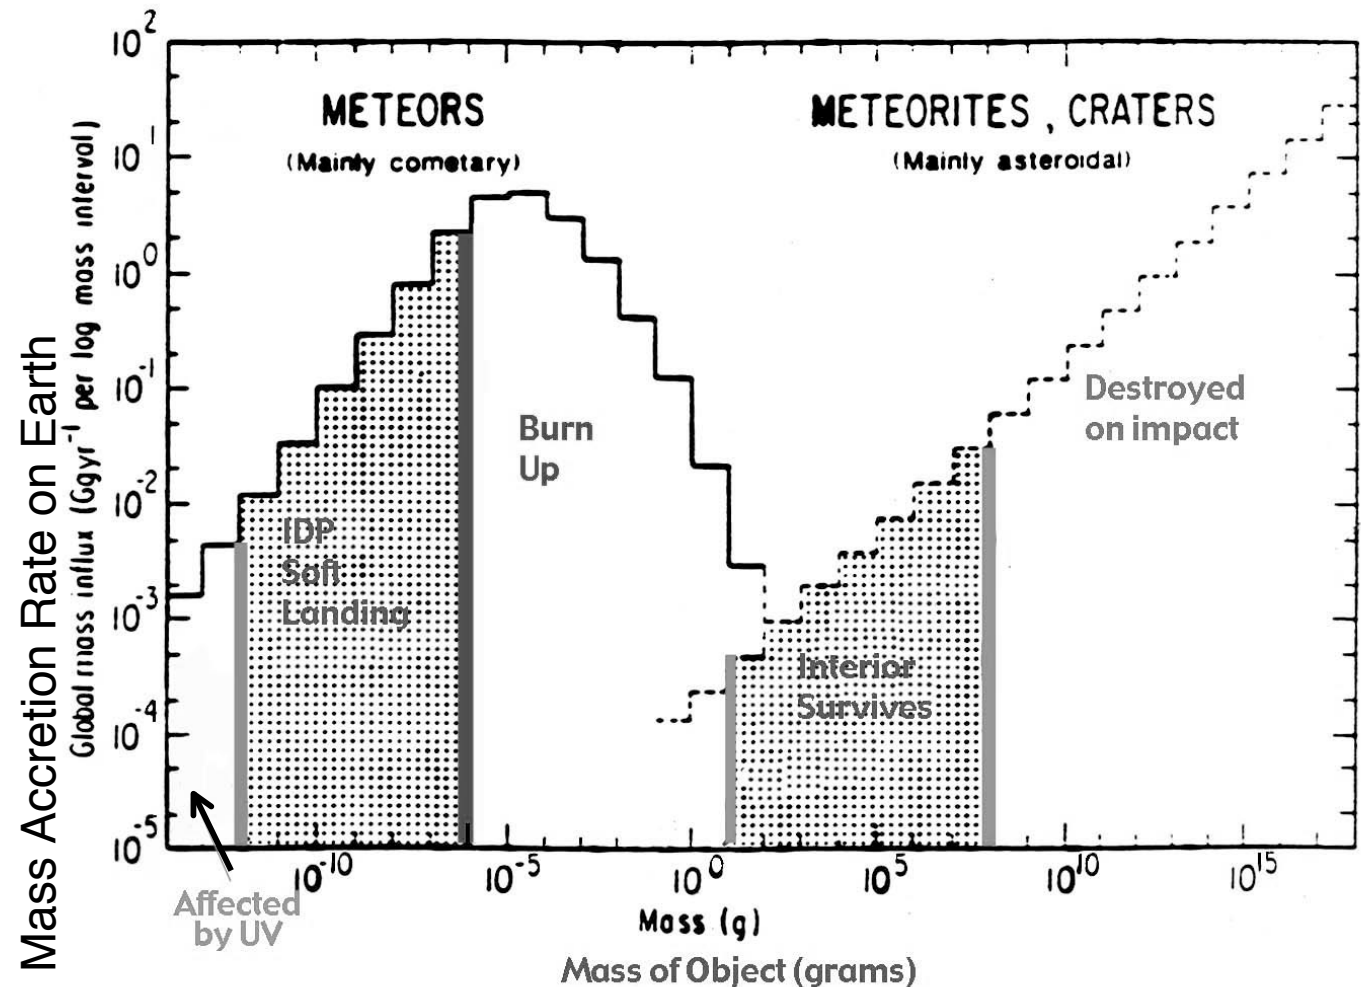 Mass Accretion Rate on Earth
Global mass influx (Ggyr⁻¹ per log mass interval)
10²
10¹
10⁰
10⁻¹
10⁻²
10⁻³
10⁻⁴
10⁻⁵
METEORS
(Mainly cometary)
METEORITES, CRATERS
(Mainly asteroidal)
Burn
Up
Destroyed
on impact
IDP
Soft
Landing
Interior
Survives
10⁻¹⁰
10⁻⁵
10⁰
10⁵
10¹⁰
10¹⁵
Affected
by UV
Mass (g)
Mass of Object (grams)